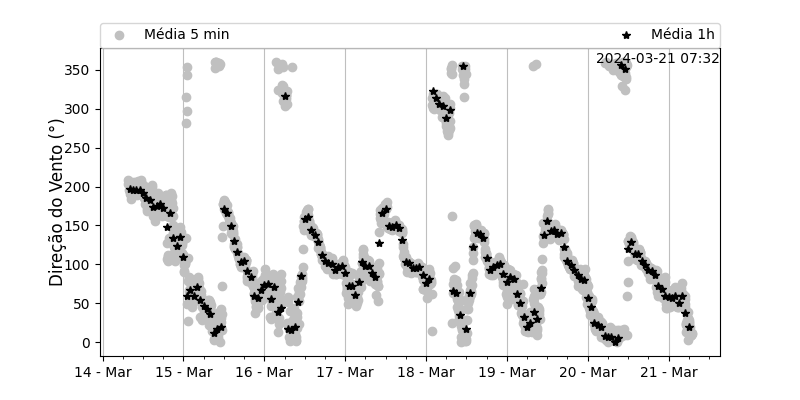 Média 5 min
Média 1h
2024-03-21 07:32
Direção do Vento (°)
350
300
250
200
150
100
50
0
14 - Mar
15 - Mar
16 - Mar
17 - Mar
18 - Mar
19 - Mar
20 - Mar
21 - Mar